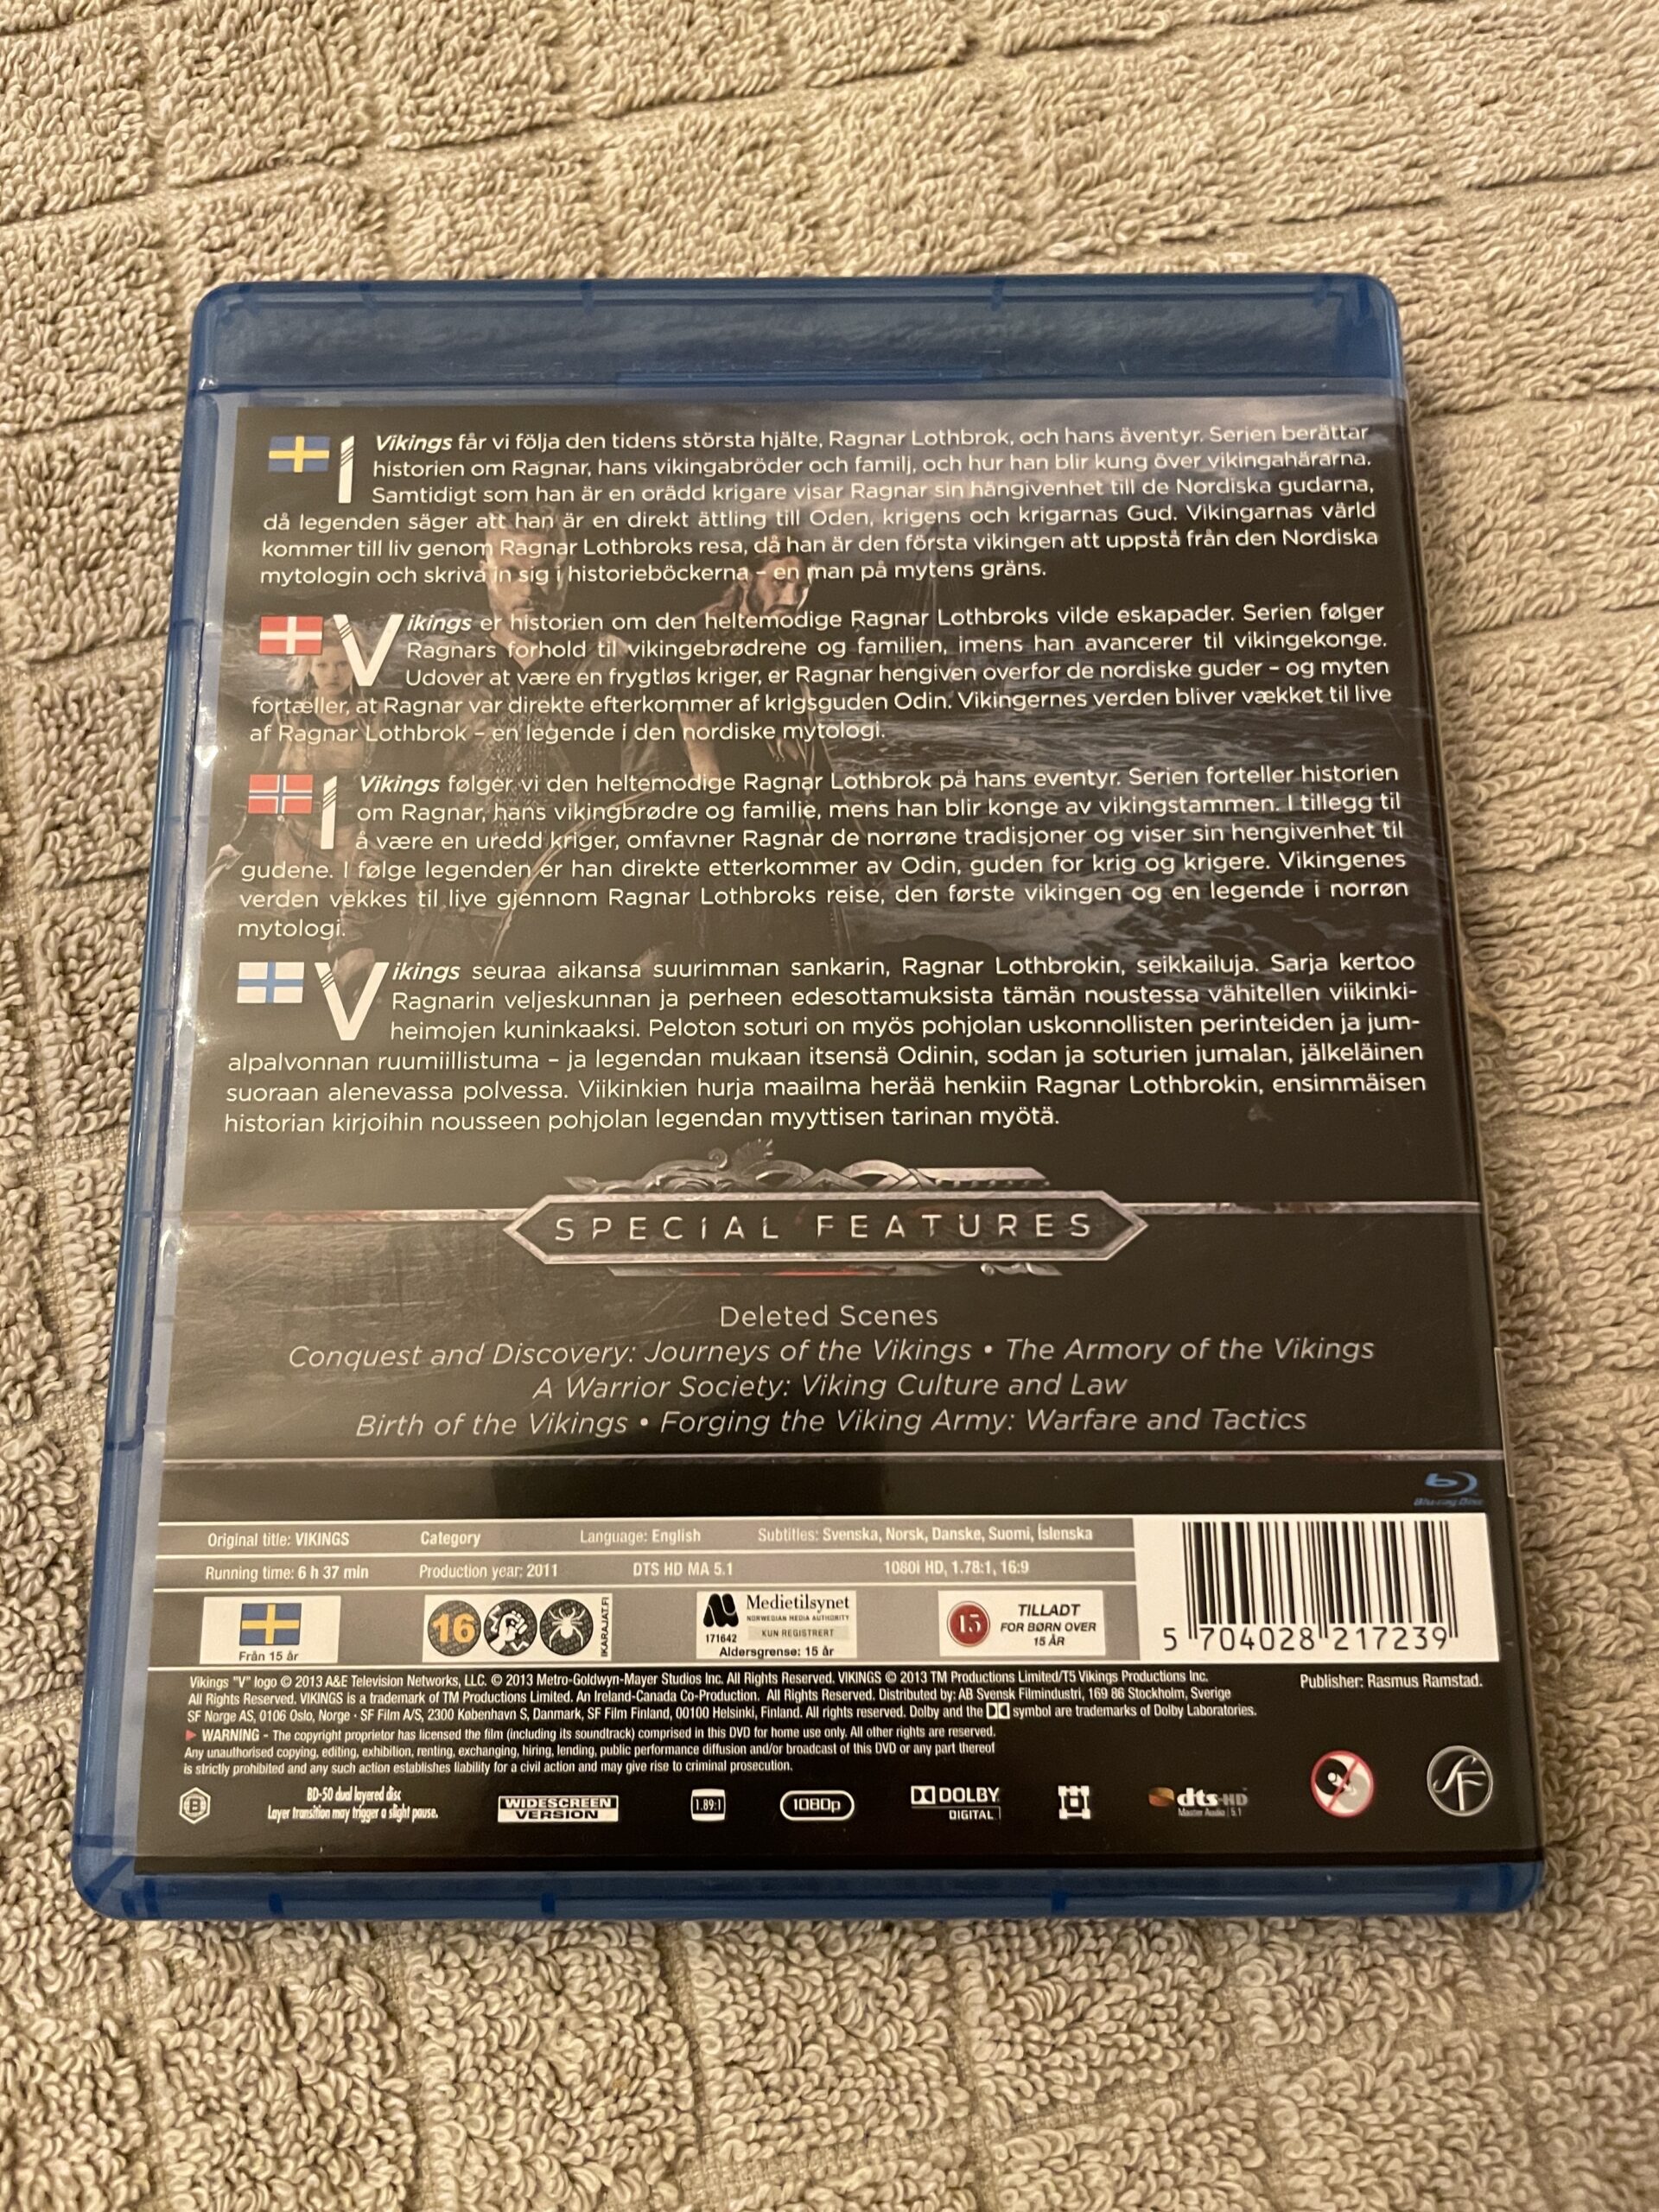 I Vikings får vi följa den tidens största hjälte, Ragnar Lothbrok, och hans äventyr. Serien berättar
historien om Ragnar, hans vikingabröder och familj, och hur han blir kung över vikingahärarna.
Samtidigt som han är en orädd krigare visar Ragnar sin hängivenhet till de Nordiska gudarna,
då legenden säger att han är en direkt ättling till Oden, krigens och krigarnas Gud. Vikingarnas värld
kommer till liv genom Ragnar Lothbroks resa, då han är den första vikingen att uppstå från den Nordiska
mytologin och skriva in sig i historieböckerna – en man på mytens gräns.
Vikings er historien om den heltemodige Ragnar Lothbroks vilde eskapader. Serien følger
Ragnars forhold til vikingebrødrene og familien, imens han avancerer til vikingekonge.
Udover at være en frygtløs kriger, er Ragnar hengiven overfor de nordiske guder – og myten
fortæller, at Ragnar var direkte efterkommer af krigsguden Odin. Vikingernes verden bliver vækket til live
af Ragnar Lothbrok – en legende i den nordiske mytologi.
I Vikings følger vi den heltemodige Ragnar Lothbrok på hans eventyr. Serien forteller historien
om Ragnar, hans vikingbrødre og familie, mens han blir konge av vikingstammen. I tillegg til
å være en uredd kriger, omfavner Ragnar de norrøne tradisjoner og viser sin hengivenhet til
gudene. I følge legenden er han direkte etterkommer av Odin, guden for krig og krigere. Vikingenes
verden vekkes til live gjennom Ragnar Lothbroks reise, den første vikingen og en legende i norrøn
mytologi.
Vikings seuraa aikansa suurimman sankarin, Ragnar Lothbrokin, seikkailuja. Sarja kertoo
Ragnarin veljeskunnan ja perheen edesottamuksista tämän noustessa vähitellen viikinki-
heimojen kuninkaaksi. Peloton soturi on myös pohjolan uskonnollisten perinteiden ja jum-
alpalvonnan ruumiillistuma – ja legendan mukaan itsensä Odinin, sodan ja soturien jumalan, jälkeläinen
suoraan alenevassa polvessa. Viikinkien hurja maailma herää henkiin Ragnar Lothbrokin, ensimmäisen
historian kirjoihin nousseen pohjolan legendan myyttisen tarinan myötä.
SPECIAL FEATURES
Deleted Scenes
Conquest and Discovery: Journeys of the Vikings • The Armory of the Vikings
A Warrior Society: Viking Culture and Law
Birth of the Vikings • Forging the Viking Army: Warfare and Tactics
Blu-ray Disc
Original title: VIKINGS Category Language: English Subtitles: Svenska, Norsk, Danske, Suomi, Íslenska
Running time: 6 h 37 min Production year: 2011 DTS HD MA 5.1 1080i HD, 1.78:1, 16:9
Från 15 år
16 IKARAJAT.FI
Medietilsynet
NORWEGIAN MEDIA AUTHORITY
171642 KUN REGISTRERT
Aldersgrense: 15 år
15 TILLADT
FOR BØRN OVER
15 ÅR
5 704028 217239
Vikings "V" logo © 2013 A&E Television Networks, LLC. © 2013 Metro-Goldwyn-Mayer Studios Inc. All Rights Reserved. VIKINGS © 2013 TM Productions Limited/T5 Vikings Productions Inc.
All Rights Reserved. VIKINGS is a trademark of TM Productions Limited. An Ireland-Canada Co-Production. All Rights Reserved. Distributed by: AB Svensk Filmindustri, 169 86 Stockholm, Sverige
SF Norge AS, 0106 Oslo, Norge · SF Film A/S, 2300 København S, Danmark, SF Film Finland, 00100 Helsinki, Finland. All rights reserved. Dolby and the symbol are trademarks of Dolby Laboratories.
Publisher: Rasmus Ramstad.
WARNING - The copyright proprietor has licensed the film (including its soundtrack) comprised in this DVD for home use only. All other rights are reserved.
Any unauthorised copying, editing, exhibition, renting, exchanging, hiring, lending, public performance diffusion and/or broadcast of this DVD or any part thereof
is strictly prohibited and any such action establishes liability for a civil action and may give rise to criminal prosecution.
B
BD-50 dual layered disc
Layer transition may trigger a slight pause.
WIDESCREEN
VERSION
1.89:1
1080p
DOLBY
DIGITAL
dts-HD
Master Audio | 5.1
SF